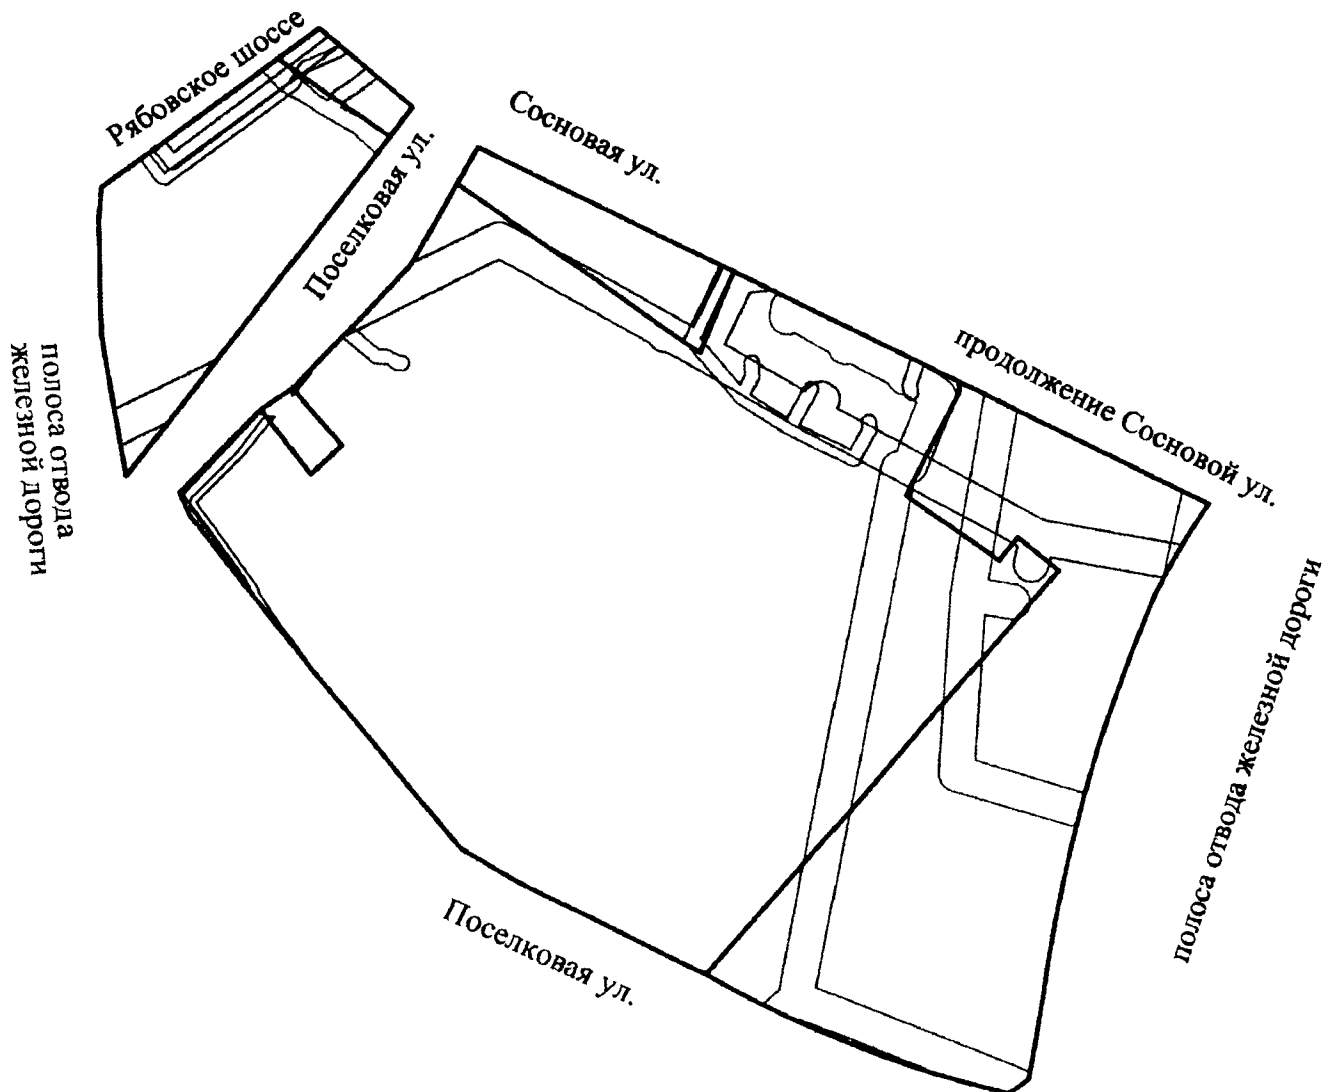 Рябовское шоссе
Сосновая ул.
Поселковая ул.
продолжение Сосновой ул.
полоса отвода
железной дороги
полоса отвода железной дороги
Поселковая ул.